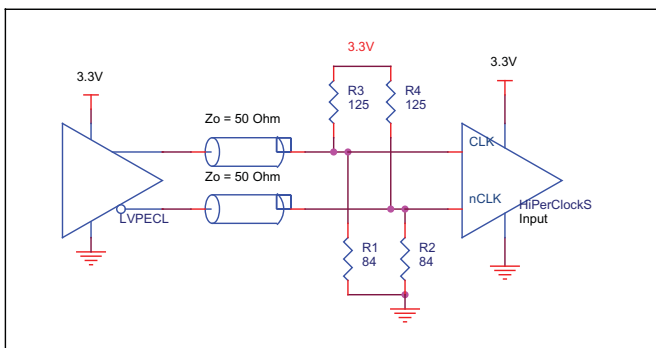 3.3V
3.3V
3.3V
R3
125
R4
125
Zo = 50 Ohm
CLK
Zo = 50 Ohm
nCLK
HiPerClockS
Input
LVPECL
R1
84
R2
84